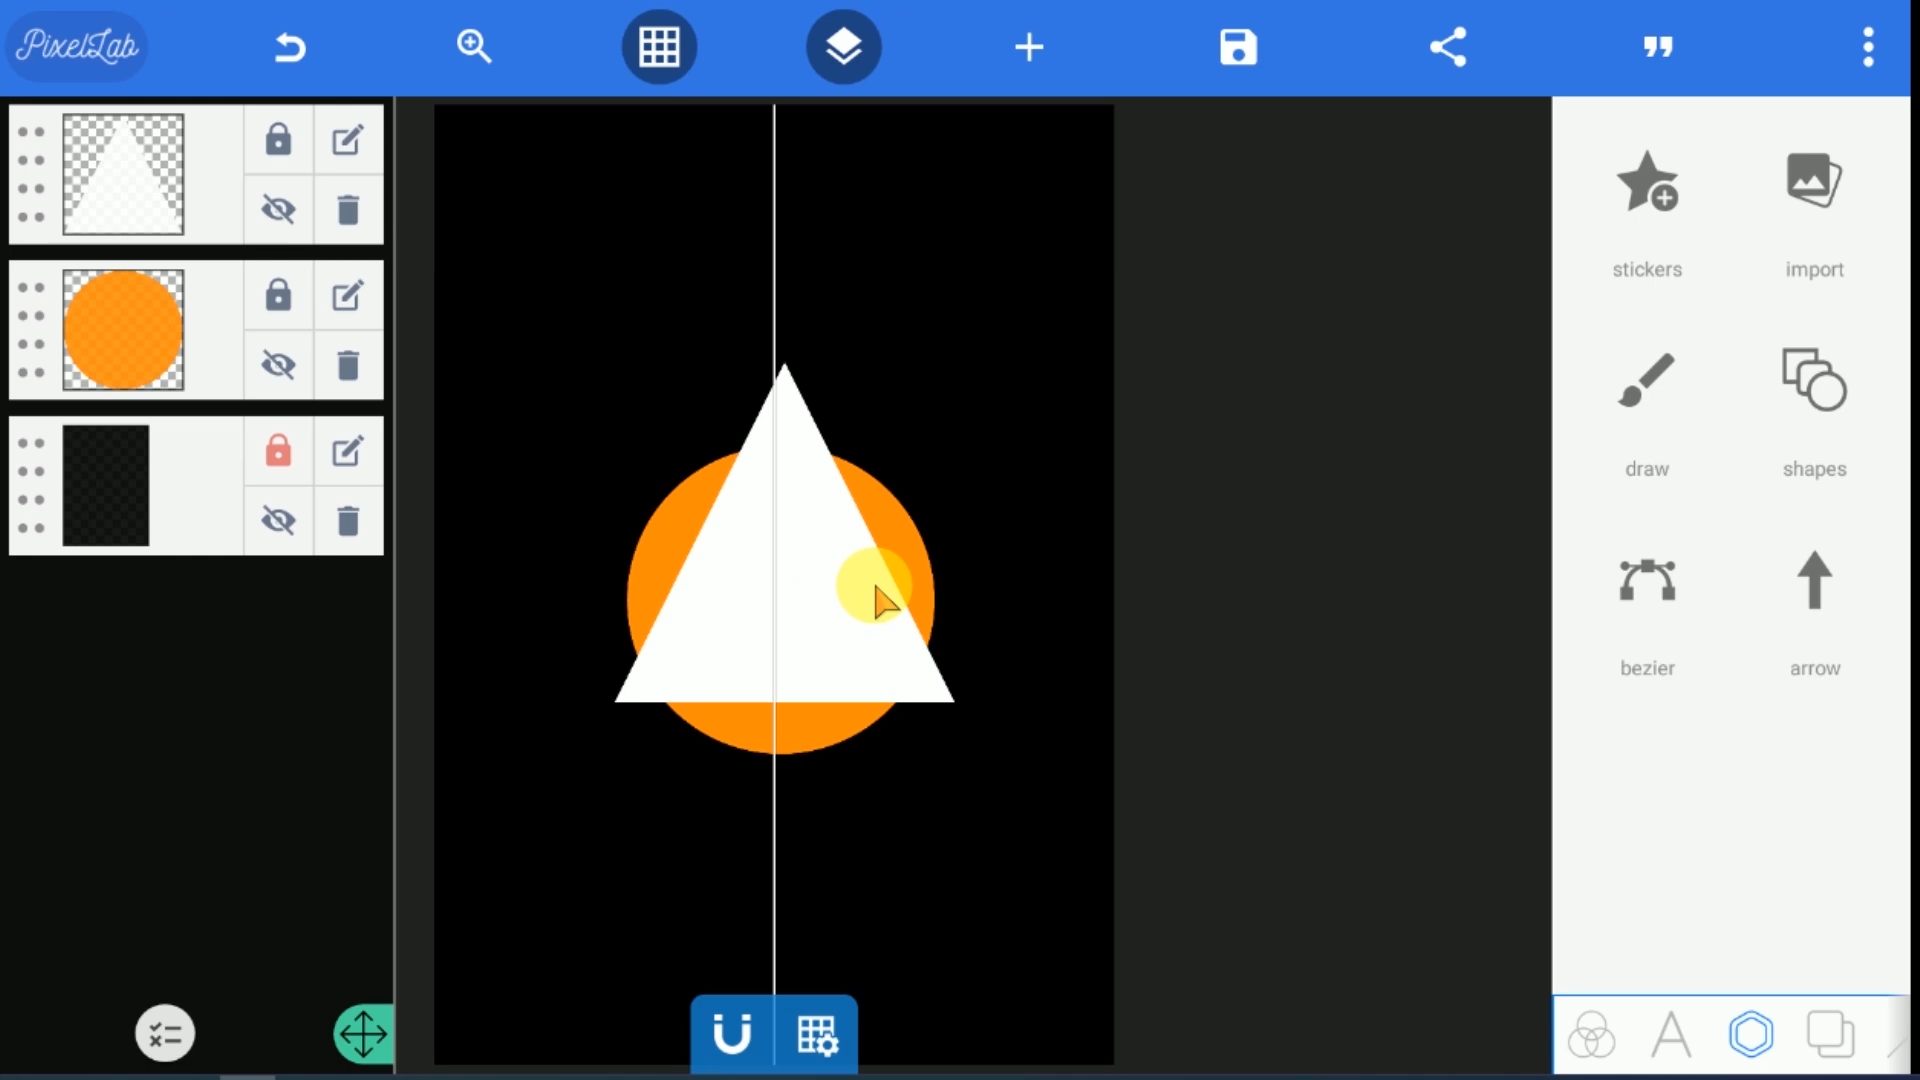 PixelLab
stickers
import
draw
shapes
bezier
arrow